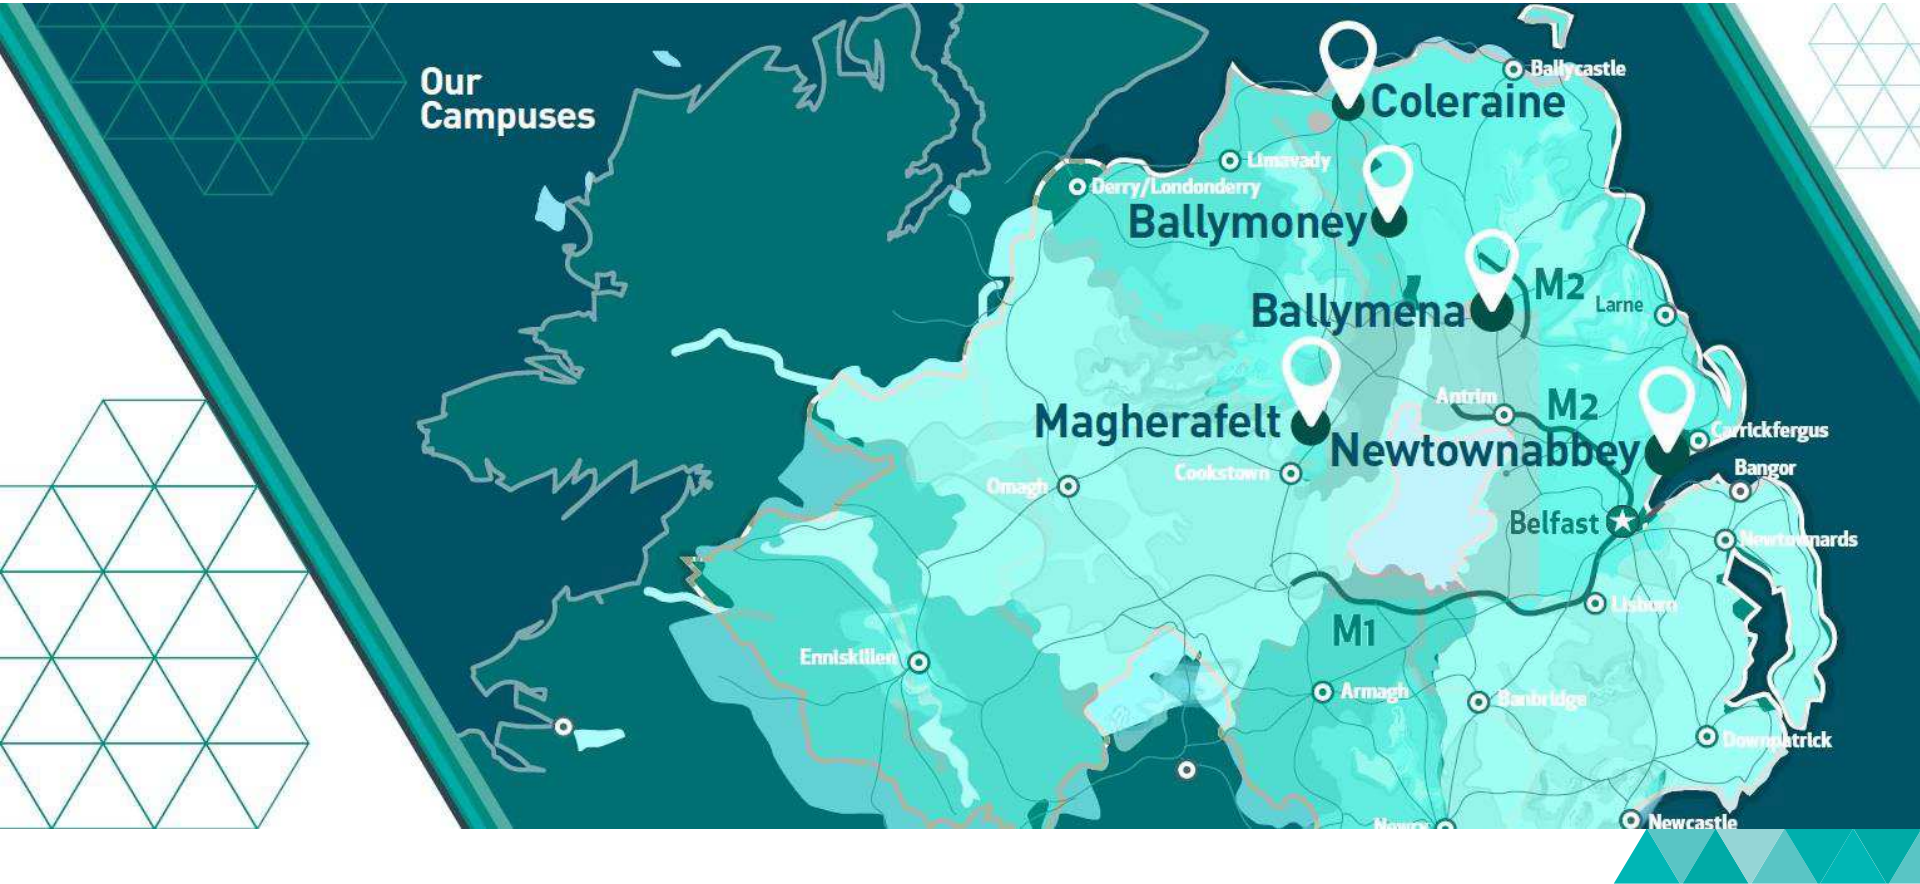 Our
Campuses
Ballycastle
Coleraine
Limavady
Derry/Londonderry
Ballymoney
M2
Larne
Ballymena
Antrim
M2
Magherafelt
Carrickfergus
Newtownabbey
Bangor
Cookstown
Omagh
Belfast
Newtownards
Lisburn
M1
Enniskillen
Armagh
Banbridge
Downpatrick
Newry
Newcastle